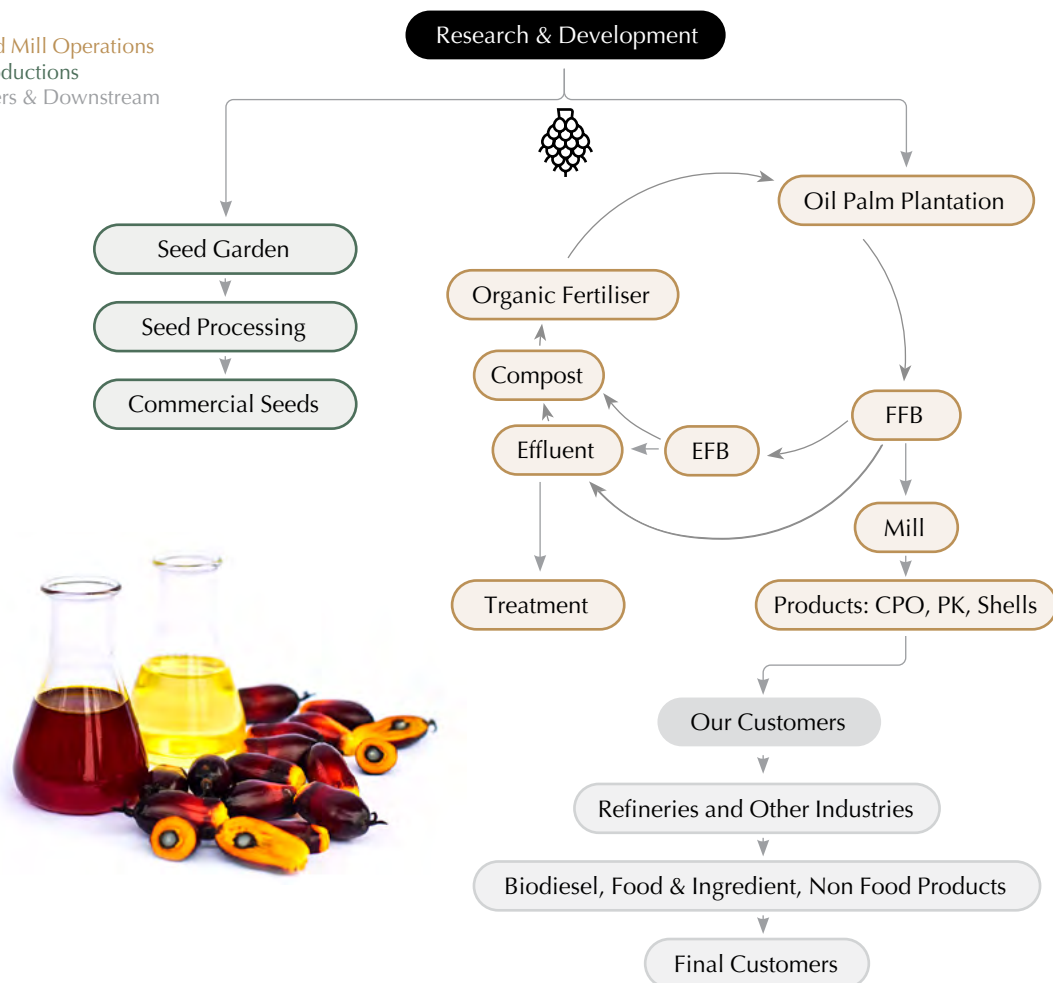 Research & Development
Mill Operations
& Downstream
Oil Palm Plantation
Seed Garden
Organic Fertiliser
Seed Processing
Compost
Commercial Seeds
FFB
Effluent
EFB
Mill
Treatment
Products: CPO, PK, Shells
Our Customers
Refineries and Other Industries
Biodiesel, Food & Ingredient, Non Food Products
Final Customers